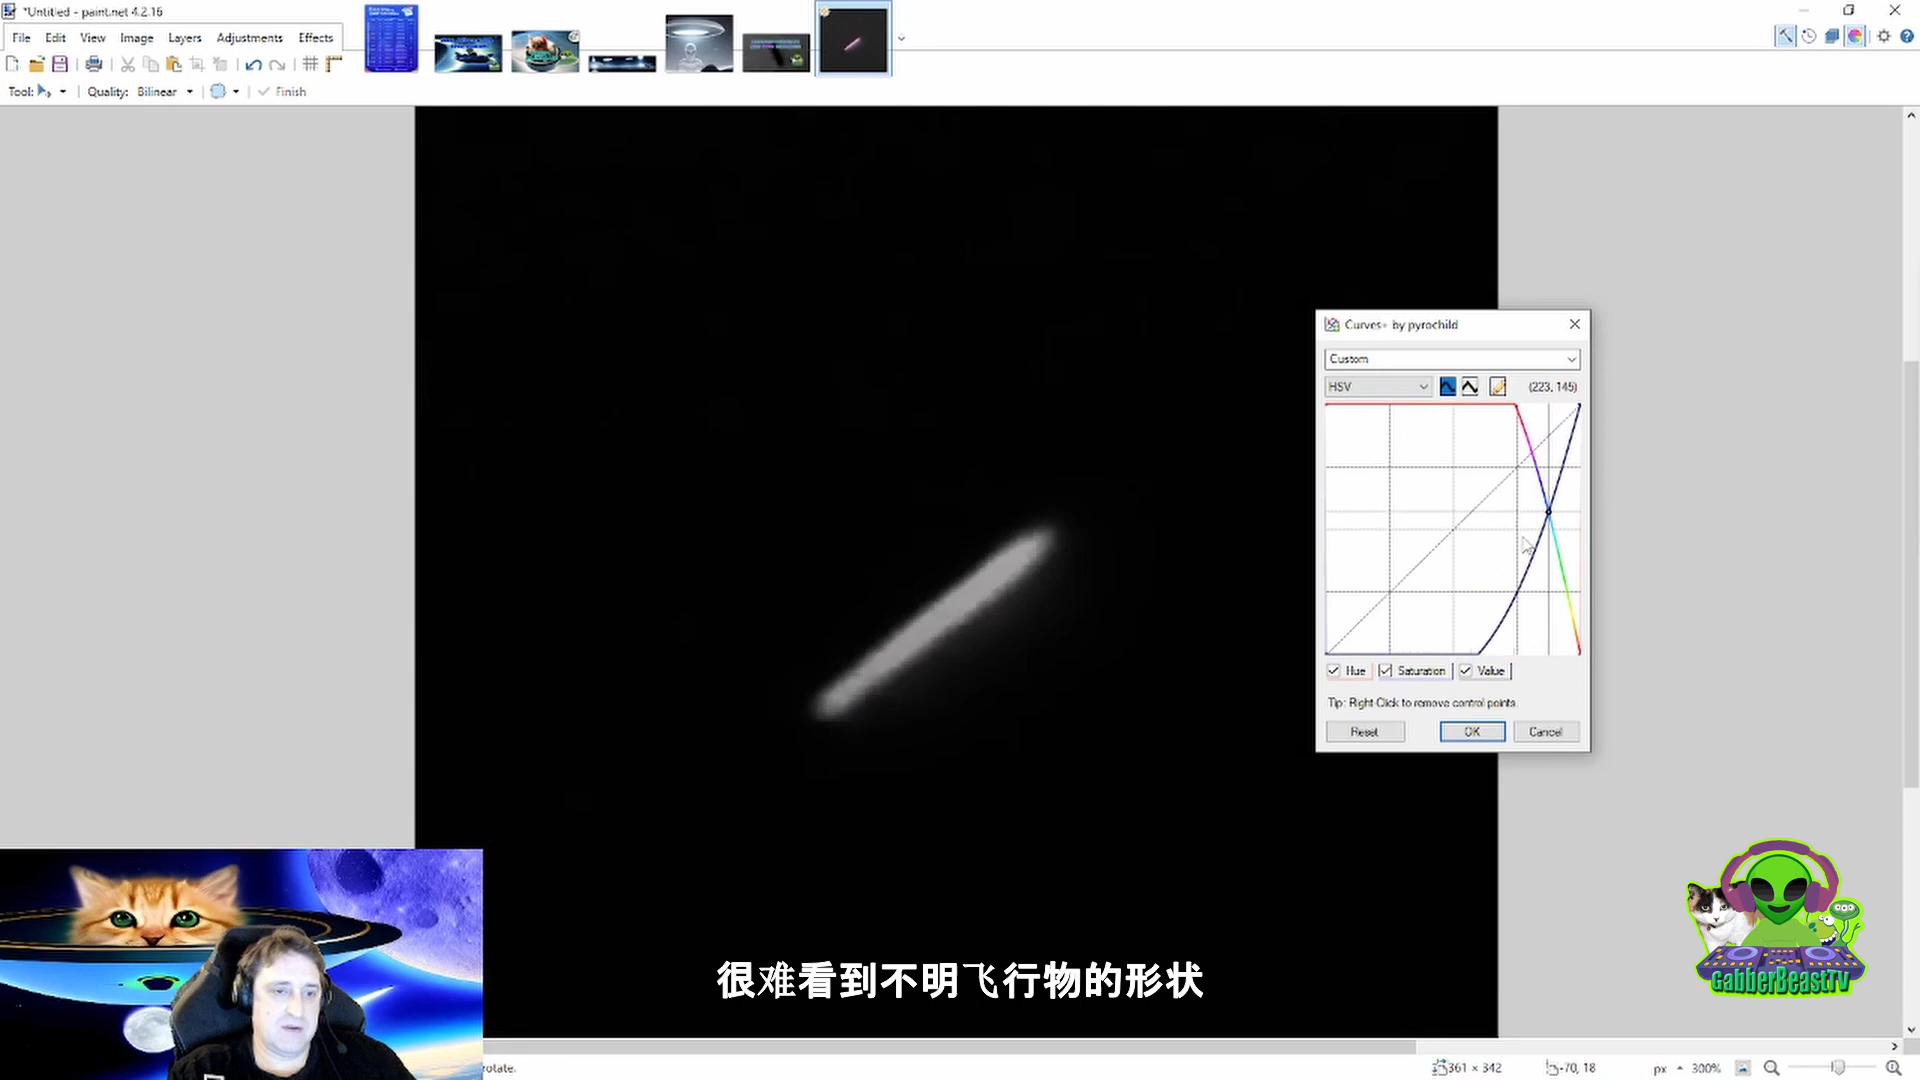 *Untitled - paint.net 4.2.16
File Edit View Image Layers Adjustments Effects
Tool: Quality: Bilinear Finish
Curves+ by pyrochild
Custom
HSV (223, 145)
Hue Saturation Value
Tip: Right Click to remove control points.
Reset OK Cancel
GabberBeastTV
很难看到不明飞行物的形状
rotate.
361 × 342 -70, 18 px 300%